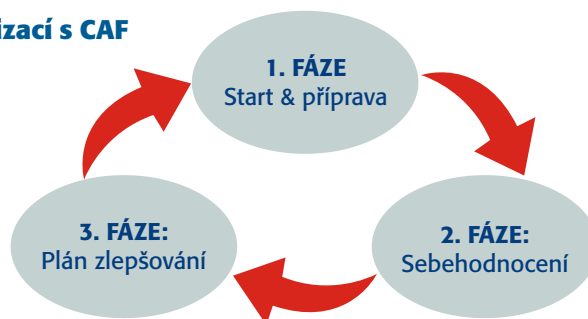 izací s CAF
1. FÁZE
Start & příprava
3. FÁZE:
Plán zlepšování
2. FÁZE:
Sebehodnocení